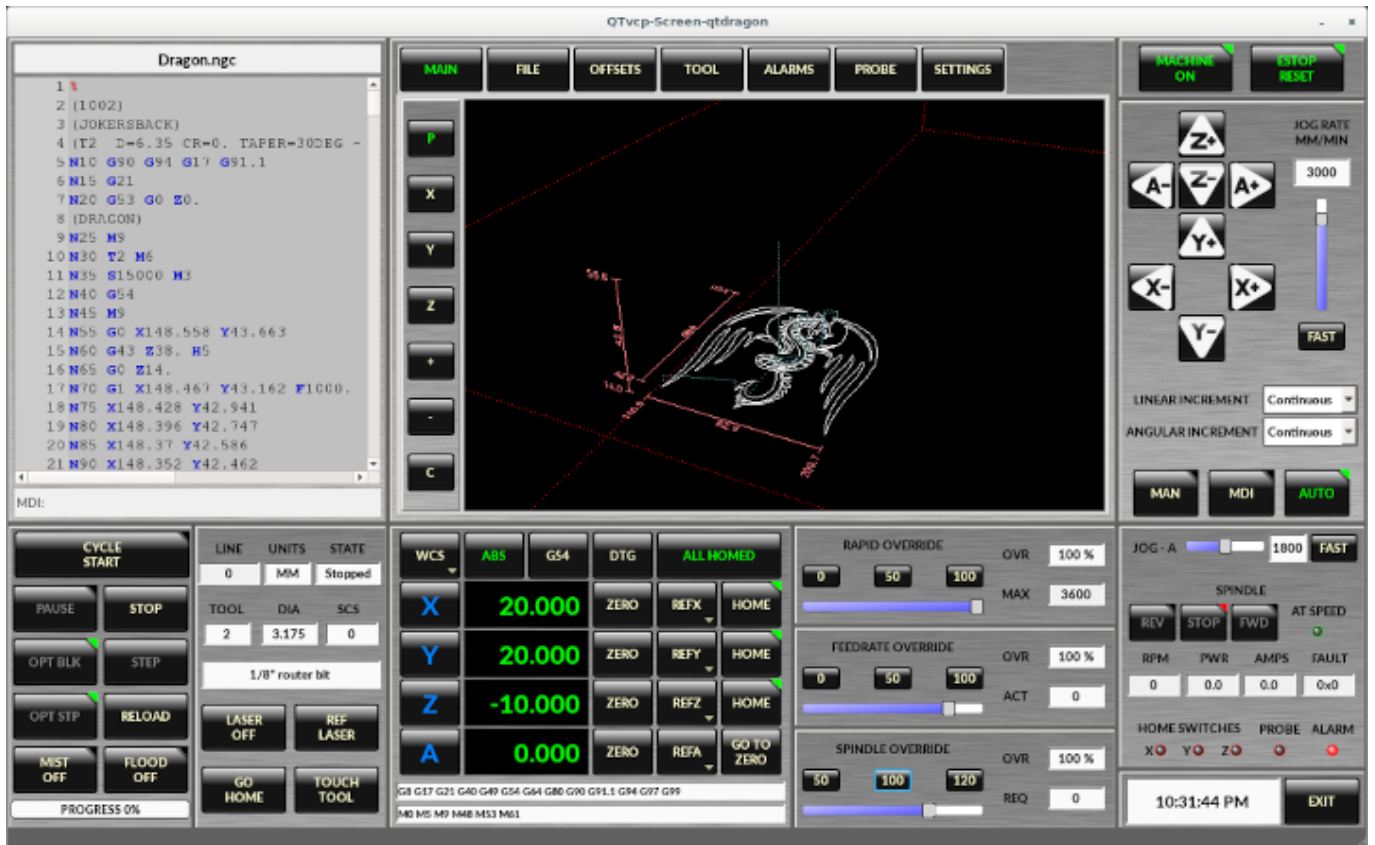 QTvcp-Screen-qtdragon
Dragon.ngc
1 %
2 (1002)
3 (JOKERSBACK)
4 (T2 D=6.35 CR=0. TAPER=30DEG -
5 N10 G90 G94 G17 G91.1
6 N15 G21
7 N20 G53 G0 Z0.
8 (DRAGON)
9 N25 M9
10 N30 T2 M6
11 N35 S15000 M3
12 N40 G54
13 N45 M9
14 N55 G0 X148.558 Y43.663
15 N60 G43 Z38. H5
16 N65 G0 Z14.
17 N70 G1 X148.467 Y43.162 F1000.
18 N75 X148.428 Y42.941
19 N80 X148.396 Y42.747
20 N85 X148.37 Y42.586
21 N90 X148.352 Y42.462
MDI:
MAIN FILE OFFSETS TOOL ALARMS PROBE SETTINGS
P
X
Y
Z
+
-
C
MACHINE ON
ESTOP RESET
Z+
A- Z- A+
Y+
X- X+
Y-
JOG RATE
MM/MIN
3000
FAST
LINEAR INCREMENT Continuous
ANGULAR INCREMENT Continuous
MAN MDI AUTO
CYCLE START
PAUSE STOP
OPT BLK STEP
OPT STP RELOAD
MIST OFF FLOOD OFF
PROGRESS 0%
LINE UNITS STATE
0 MM Stopped
TOOL DIA SCS
2 3.175 0
1/8" router bit
LASER OFF REF LASER
GO HOME TOUCH TOOL
WCS ABS G54 DTG ALL HOMED
X 20.000 ZERO REFX HOME
Y 20.000 ZERO REFY HOME
Z -10.000 ZERO REFZ HOME
A 0.000 ZERO REFA GO TO ZERO
G8 G17 G21 G40 G49 G54 G64 G80 G90 G91.1 G94 G97 G99
M0 M5 M9 M48 M53 M61
RAPID OVERRIDE OVR 100 %
0 50 100 MAX 3600
FEEDRATE OVERRIDE OVR 100 %
0 50 100 ACT 0
SPINDLE OVERRIDE OVR 100 %
50 100 120 REQ 0
JOG - A 1800 FAST
SPINDLE
REV STOP FWD AT SPEED
RPM PWR AMPS FAULT
0 0.0 0.0 0x0
HOME SWITCHES PROBE ALARM
X Y Z
10:31:44 PM EXIT